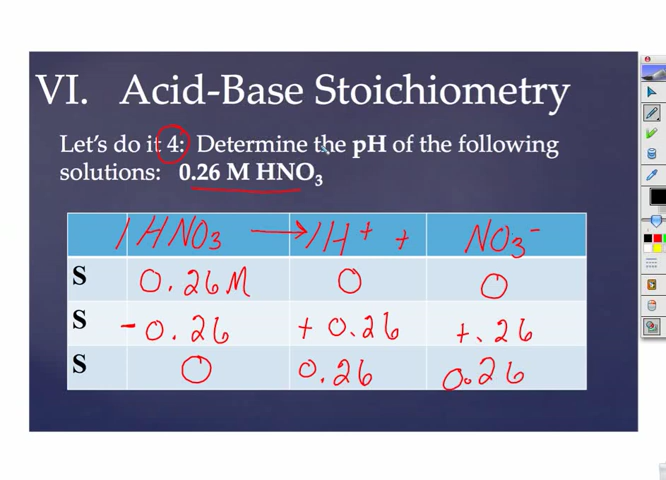 VI. Acid-Base Stoichiometry
Let's do it 4: Determine the pH of the following
solutions: 0.26 M HNO₃
1 HNO₃ → 1H⁺ + NO₃⁻
S 0.26M 0 0
S -0.26 +0.26 +.26
S 0 0.26 0.26